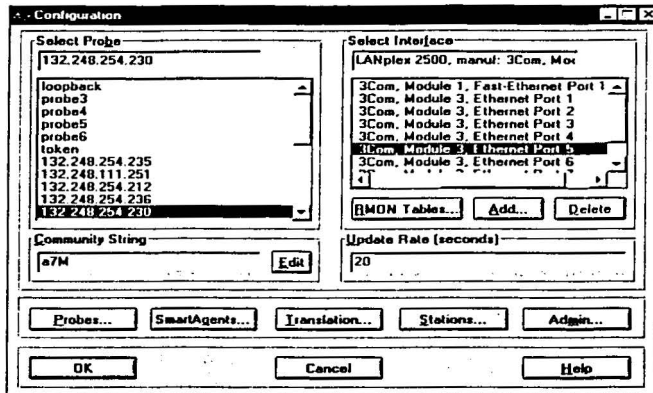 Configuration
Select Probe
132.248.254.230
loopback
probe3
probe4
probe5
probe6
token
132.248.254.235
132.248.111.251
132.248.254.212
132.248.254.236
132.248.254.230
Select Interface
LANplex 2500, manuf: 3Com, Mod
3Com, Module 1, Fast-Ethernet Port 1
3Com, Module 3, Ethernet Port 1
3Com, Module 3, Ethernet Port 2
3Com, Module 3, Ethernet Port 3
3Com, Module 3, Ethernet Port 4
3Com, Module 3, Ethernet Port 5
3Com, Module 3, Ethernet Port 6
RMON Tables... Add... Delete
Community String
a7M Edit
Update Rate (seconds)
20
Probes... SmartAgents... Translation... Stations... Admin...
OK Cancel Help